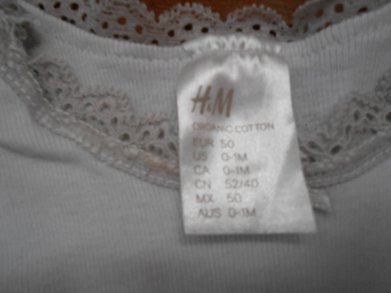 H&M
ORGANIC COTTON
EUR 50
US 0-1M
CA 0-1M
CN 52/40
MX 50
AUS 0-1M